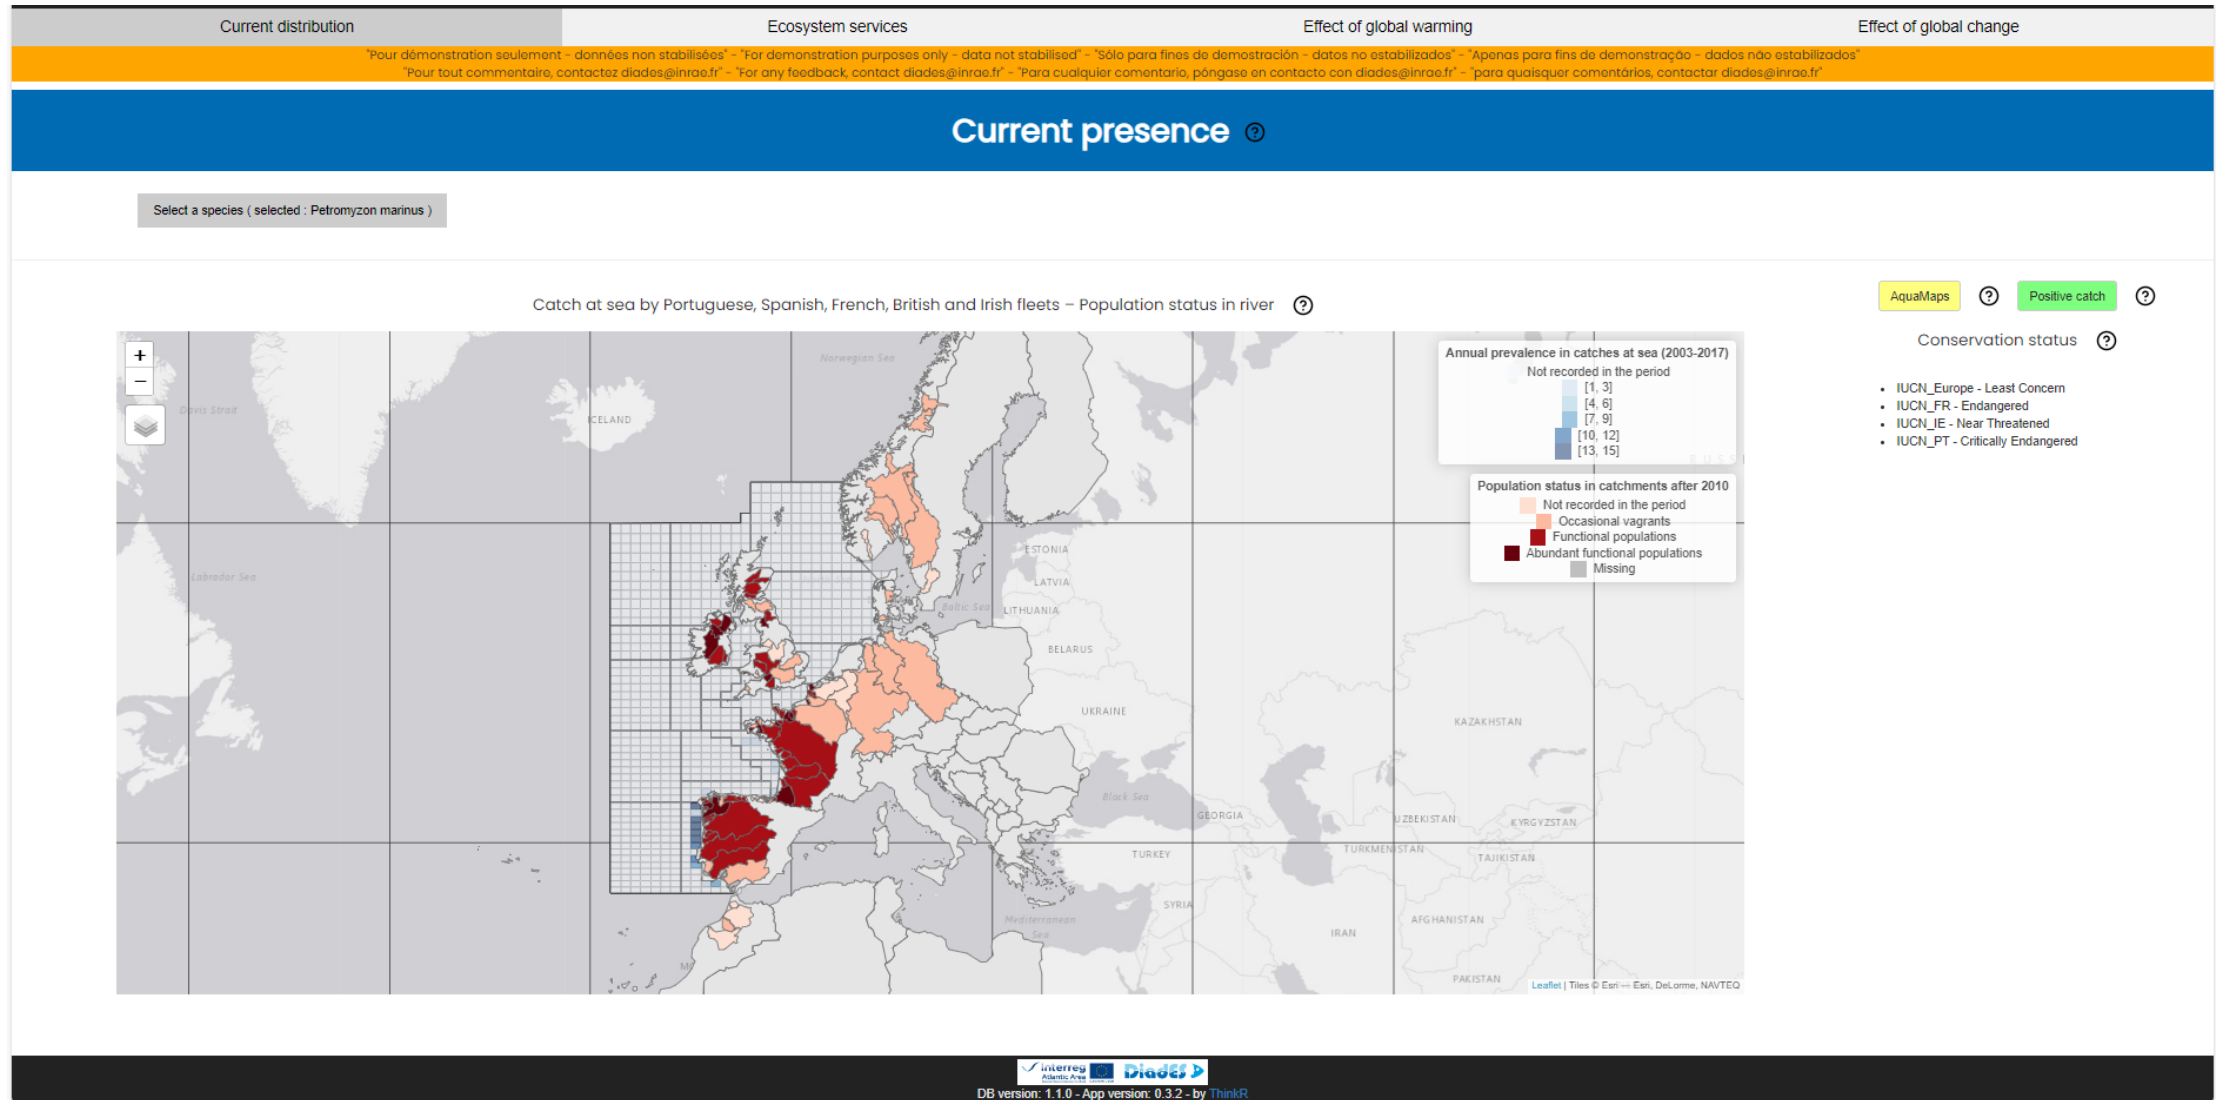 Current distribution
Ecosystem services
Effect of global warming
Effect of global change
"Pour démonstration seulement - données non stabilisées" - "For demonstration purposes only - data not stabilised" - "Sólo para fines de demostración - datos no estabilizados" - "Apenas para fins de demonstração - dados não estabilizados"
"Pour tout commentaire, contactez diades@inrae.fr" - "For any feedback, contact diades@inrae.fr" - "Para cualquier comentario, póngase en contacto con diades@inrae.fr" - "para quaisquer comentários, contactar diades@inrae.fr"
Current presence ?
Select a species ( selected : Petromyzon marinus )
Catch at sea by Portuguese, Spanish, French, British and Irish fleets – Population status in river ?
AquaMaps ? Positive catch ?
Conservation status ?
IUCN_Europe - Least Concern
IUCN_FR - Endangered
IUCN_IE - Near Threatened
IUCN_PT - Critically Endangered
+
−
Annual prevalence in catches at sea (2003-2017)
Not recorded in the period
[1, 3]
[4, 6]
[7, 9]
[10, 12]
[13, 15]
Population status in catchments after 2010
Not recorded in the period
Occasional vagrants
Functional populations
Abundant functional populations
Missing
Norwegian Sea
Davis Strait
ICELAND
Labrador Sea
ESTONIA
LATVIA
Baltic Sea
LITHUANIA
BELARUS
UKRAINE
KAZAKHSTAN
Black Sea
GEORGIA
UZBEKISTAN
KYRGYZSTAN
TURKEY
TURKMENISTAN
TAJIKISTAN
SYRIA
Mediterranean
Sea
AFGHANISTAN
IRAN
PAKISTAN
Leaflet | Tiles © Esri — Esri, DeLorme, NAVTEQ
Interreg
Atlantic Area
DiadES
DB version: 1.1.0 - App version: 0.3.2 - by ThinkR